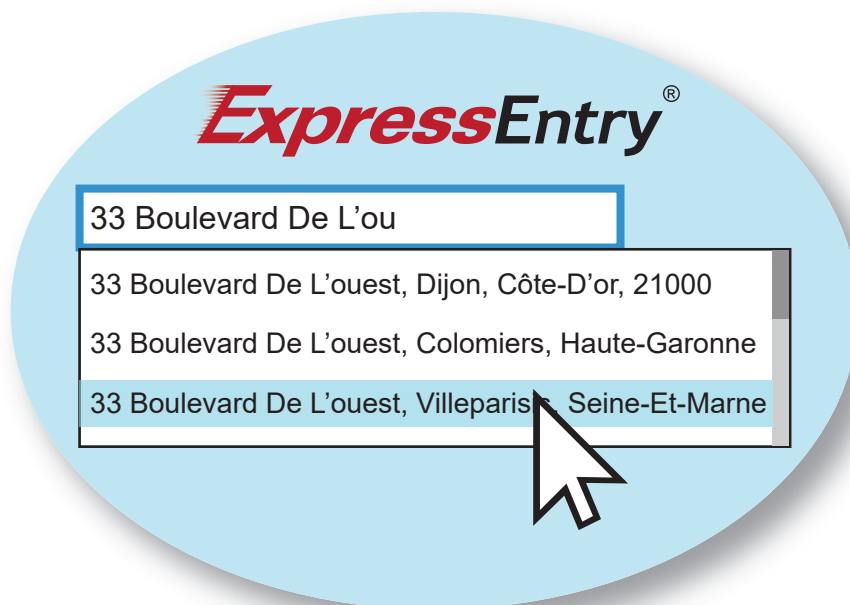 ExpressEntry®
33 Boulevard De L'ou
33 Boulevard De L'ouest, Dijon, Côte-D'or, 21000
33 Boulevard De L'ouest, Colomiers, Haute-Garonne
33 Boulevard De L'ouest, Villeparisis, Seine-Et-Marne